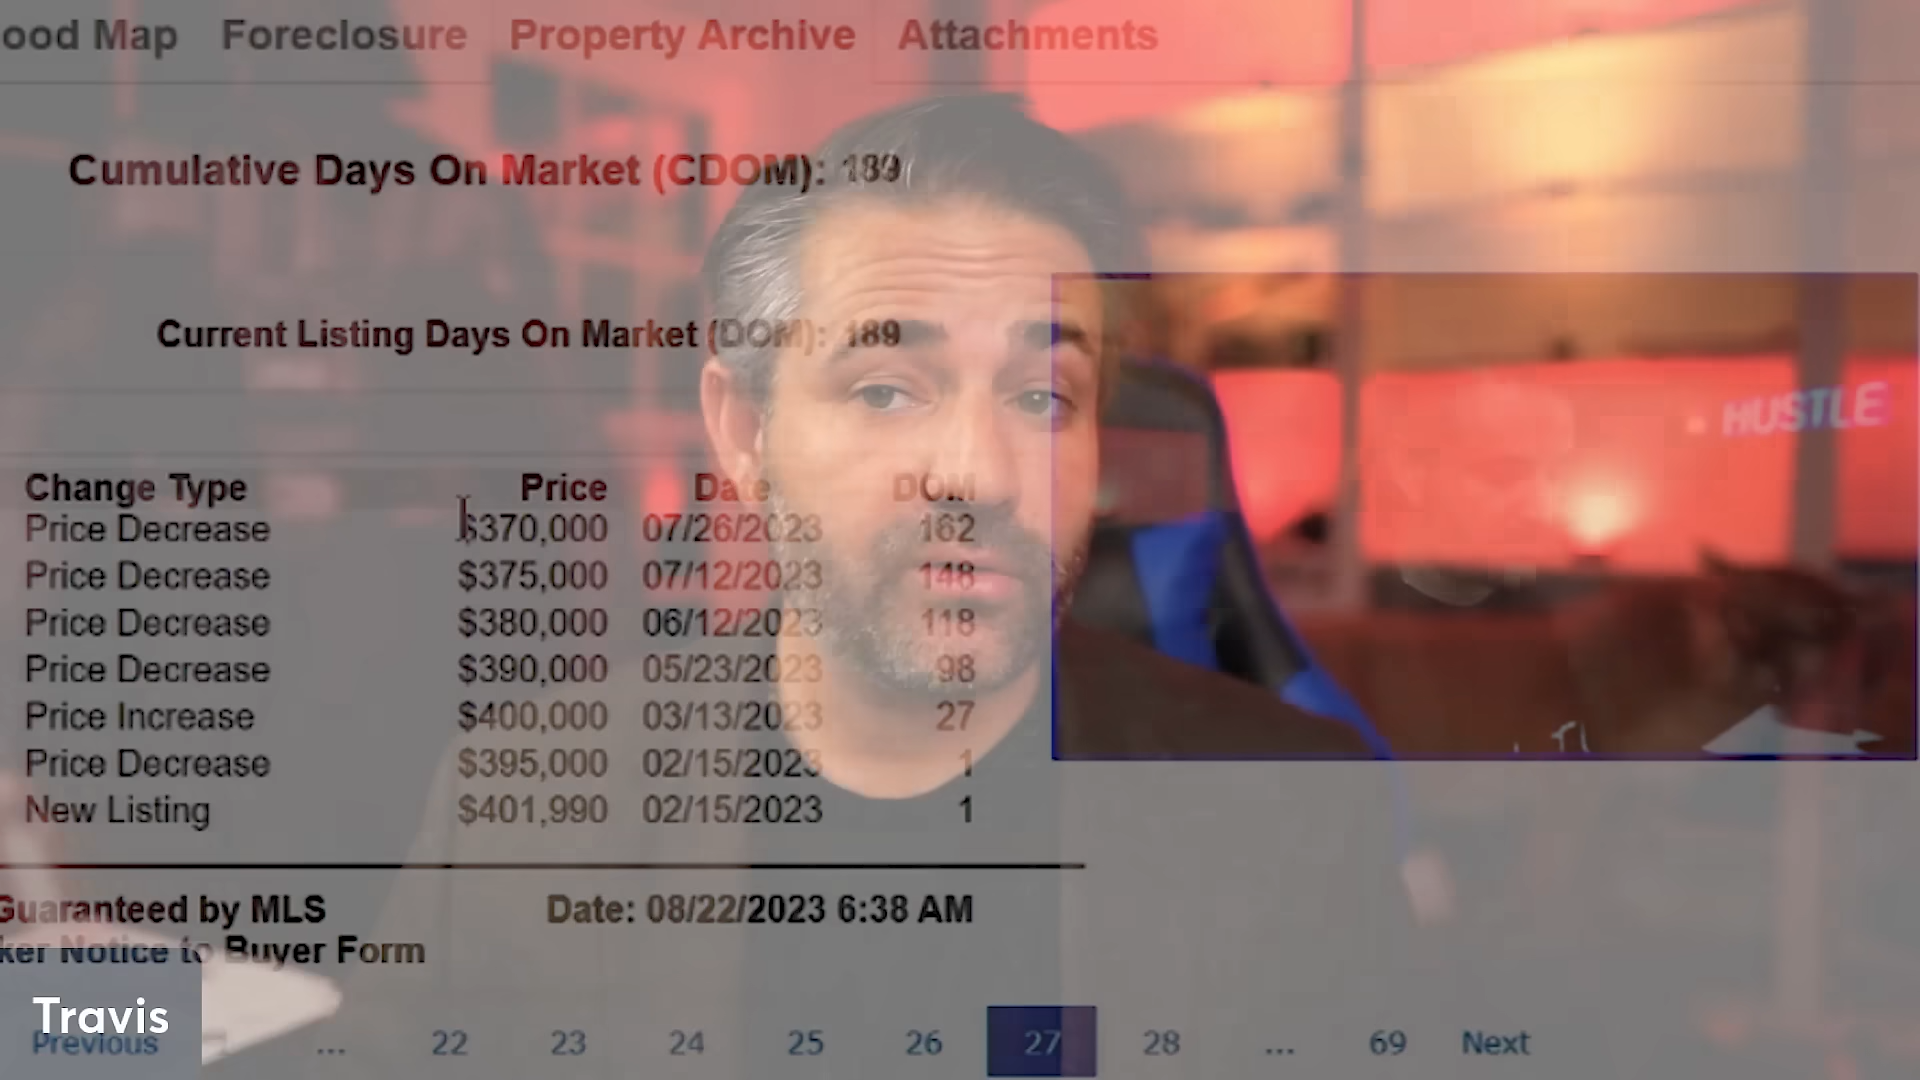 ood Map Foreclosure Property Archive Attachments
Cumulative Days On Market (CDOM): 189
Current Listing Days On Market (DOM): 189
HUSTLE
Change Type Price Date DOM
Price Decrease $370,000 07/26/2023 162
Price Decrease $375,000 07/12/2023 148
Price Decrease $380,000 06/12/2023 118
Price Decrease $390,000 05/23/2023 98
Price Increase $400,000 03/13/2023 27
Price Decrease $395,000 02/15/2023 1
New Listing $401,990 02/15/2023 1
Guaranteed by MLS Date: 08/22/2023 6:38 AM
ker Notice to Buyer Form
Travis
Previous ... 22 23 24 25 26 27 28 ... 69 Next